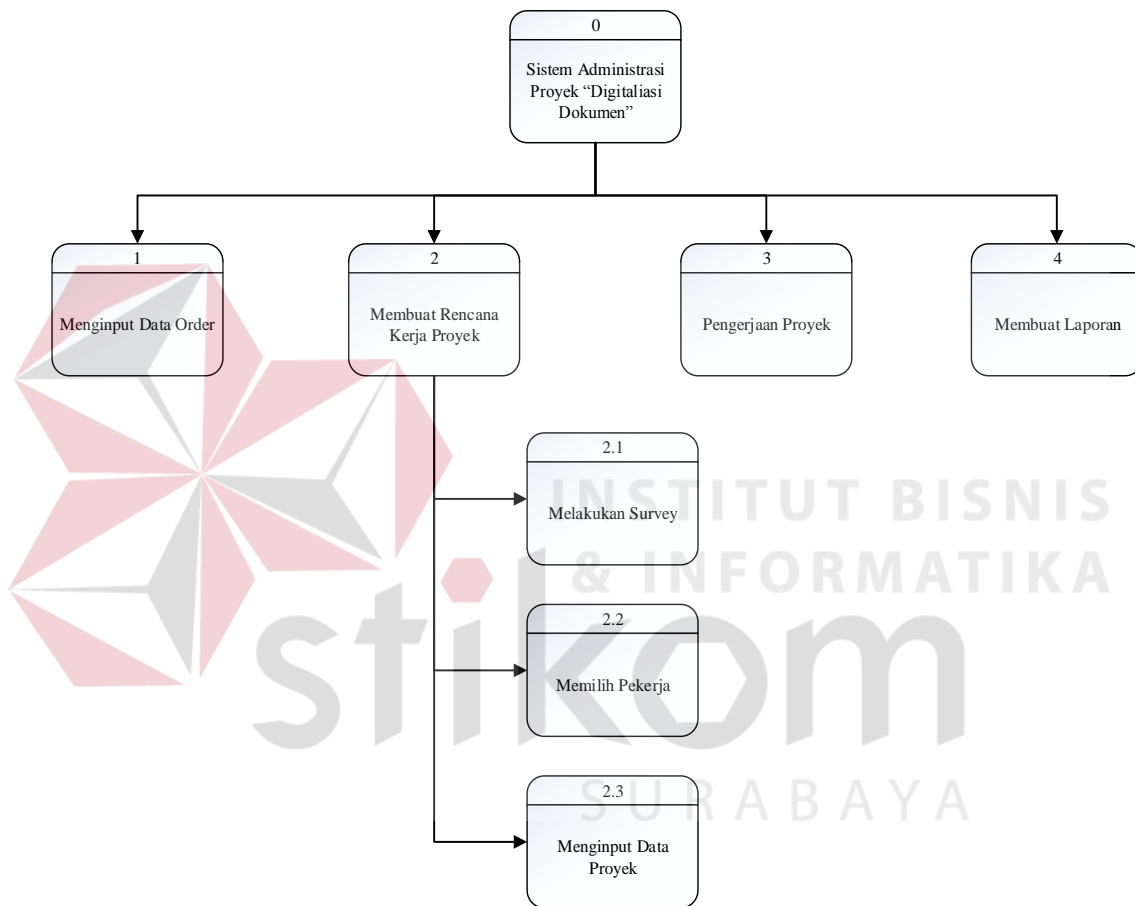 0
Sistem Administrasi
Proyek “Digitaliasi
Dokumen”
1
Menginput Data Order
2
Membuat Rencana
Kerja Proyek
3
Pengerjaan Proyek
4
Membuat Laporan
2.1
Melakukan Survey
2.2
Memilih Pekerja
2.3
Menginput Data
Proyek
INSTITUT BISNIS
& INFORMATIKA
stikom
SURABAYA